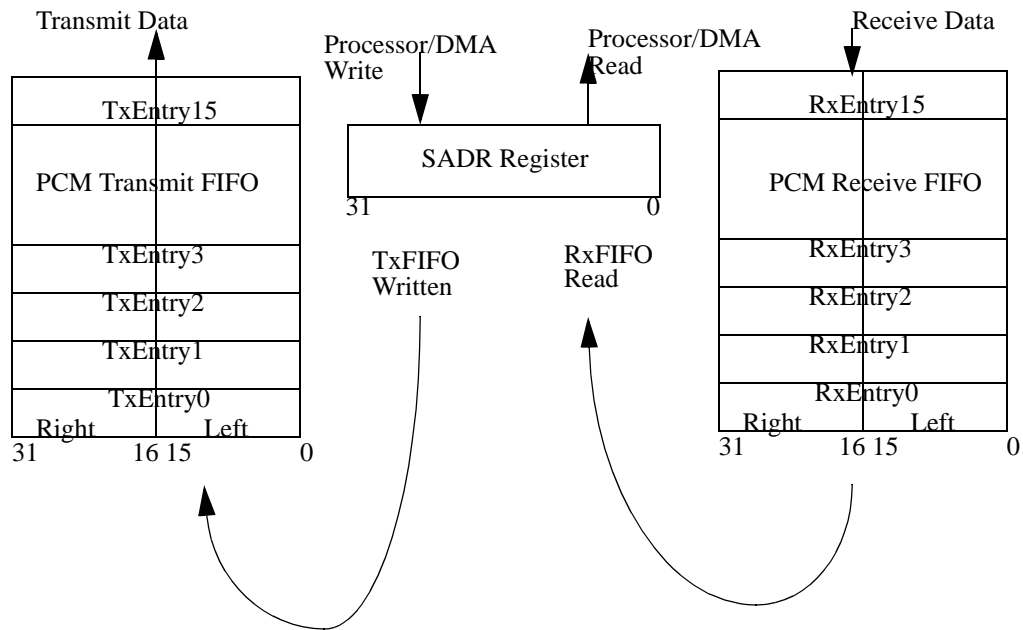 Transmit Data
TxEntry15
PCM Transmit FIFO
TxEntry3
TxEntry2
TxEntry1
TxEntry0
Right Left
31 16 15 0
Processor/DMA
Write
Processor/DMA
Read
SADR Register
31 0
TxFIFO
Written
RxFIFO
Read
Receive Data
RxEntry15
PCM Receive FIFO
RxEntry3
RxEntry2
RxEntry1
RxEntry0
Right Left
31 16 15 0